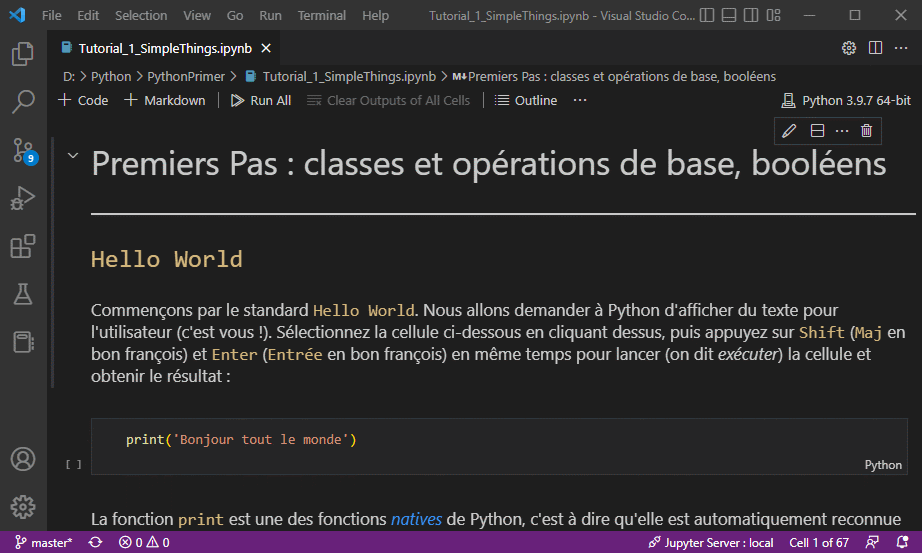 File Edit Selection View Go Run Terminal Help Tutorial_1_SimpleThings.ipynb - Visual Studio Co...
Tutorial_1_SimpleThings.ipynb
D: > Python > PythonPrimer > Tutorial_1_SimpleThings.ipynb > M↓Premiers Pas : classes et opérations de base, booléens
+ Code + Markdown Run All Clear Outputs of All Cells Outline ... Python 3.9.7 64-bit
Premiers Pas : classes et opérations de base, booléens
9
Hello World
Commençons par le standard Hello World. Nous allons demander à Python d'afficher du texte pour
l'utilisateur (c'est vous !). Sélectionnez la cellule ci-dessous en cliquant dessus, puis appuyez sur Shift (Maj en
bon françois) et Enter (Entrée en bon françois) en même temps pour lancer (on dit exécuter) la cellule et
obtenir le résultat :
print('Bonjour tout le monde')
[ ]
Python
La fonction print est une des fonctions natives de Python, c'est à dire qu'elle est automatiquement reconnue
master* 0 0 Jupyter Server : local Cell 1 of 67